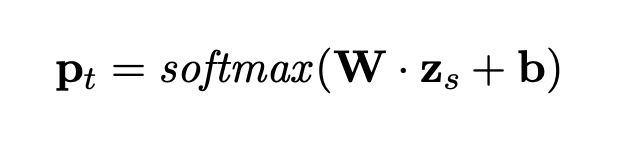 p_t = softmax(W · z_s + b)